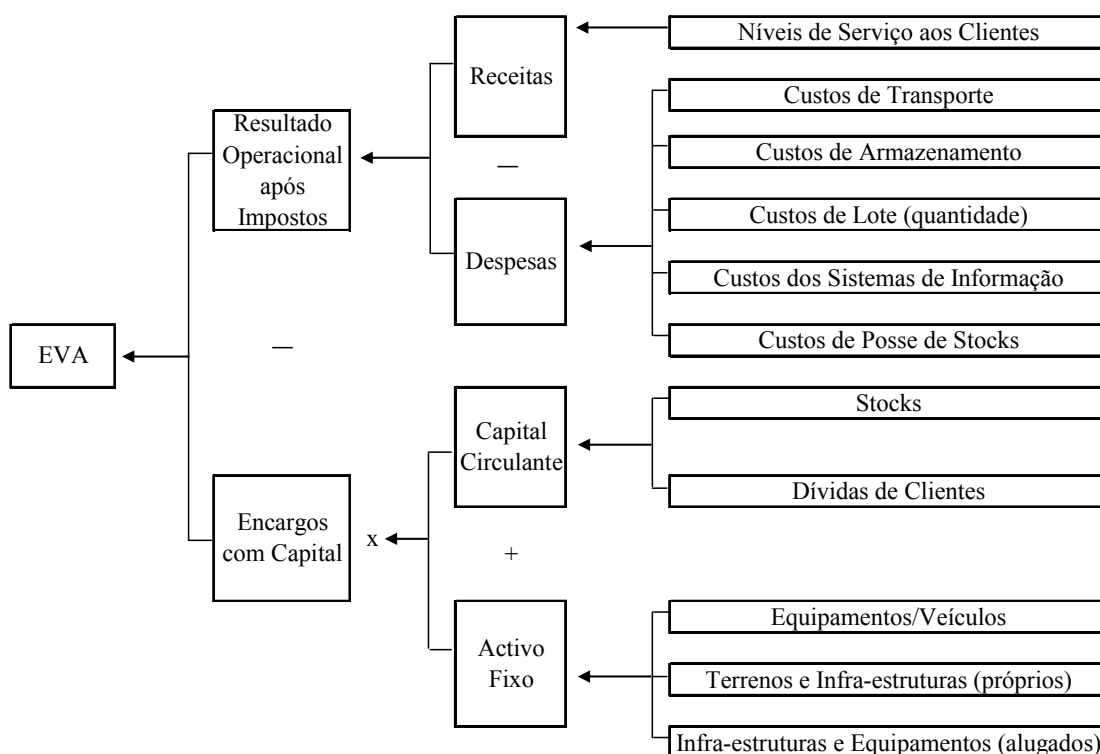 Níveis de Serviço aos Clientes
Receitas
Custos de Transporte
Resultado
Operacional
após
Impostos
—
Custos de Armazenamento
Custos de Lote (quantidade)
Despesas
Custos dos Sistemas de Informação
EVA
—
Custos de Posse de Stocks
Stocks
Capital
Circulante
Dívidas de Clientes
Encargos
com Capital
x
+
Equipamentos/Veículos
Activo
Fixo
Terrenos e Infra-estruturas (próprios)
Infra-estruturas e Equipamentos (alugados)